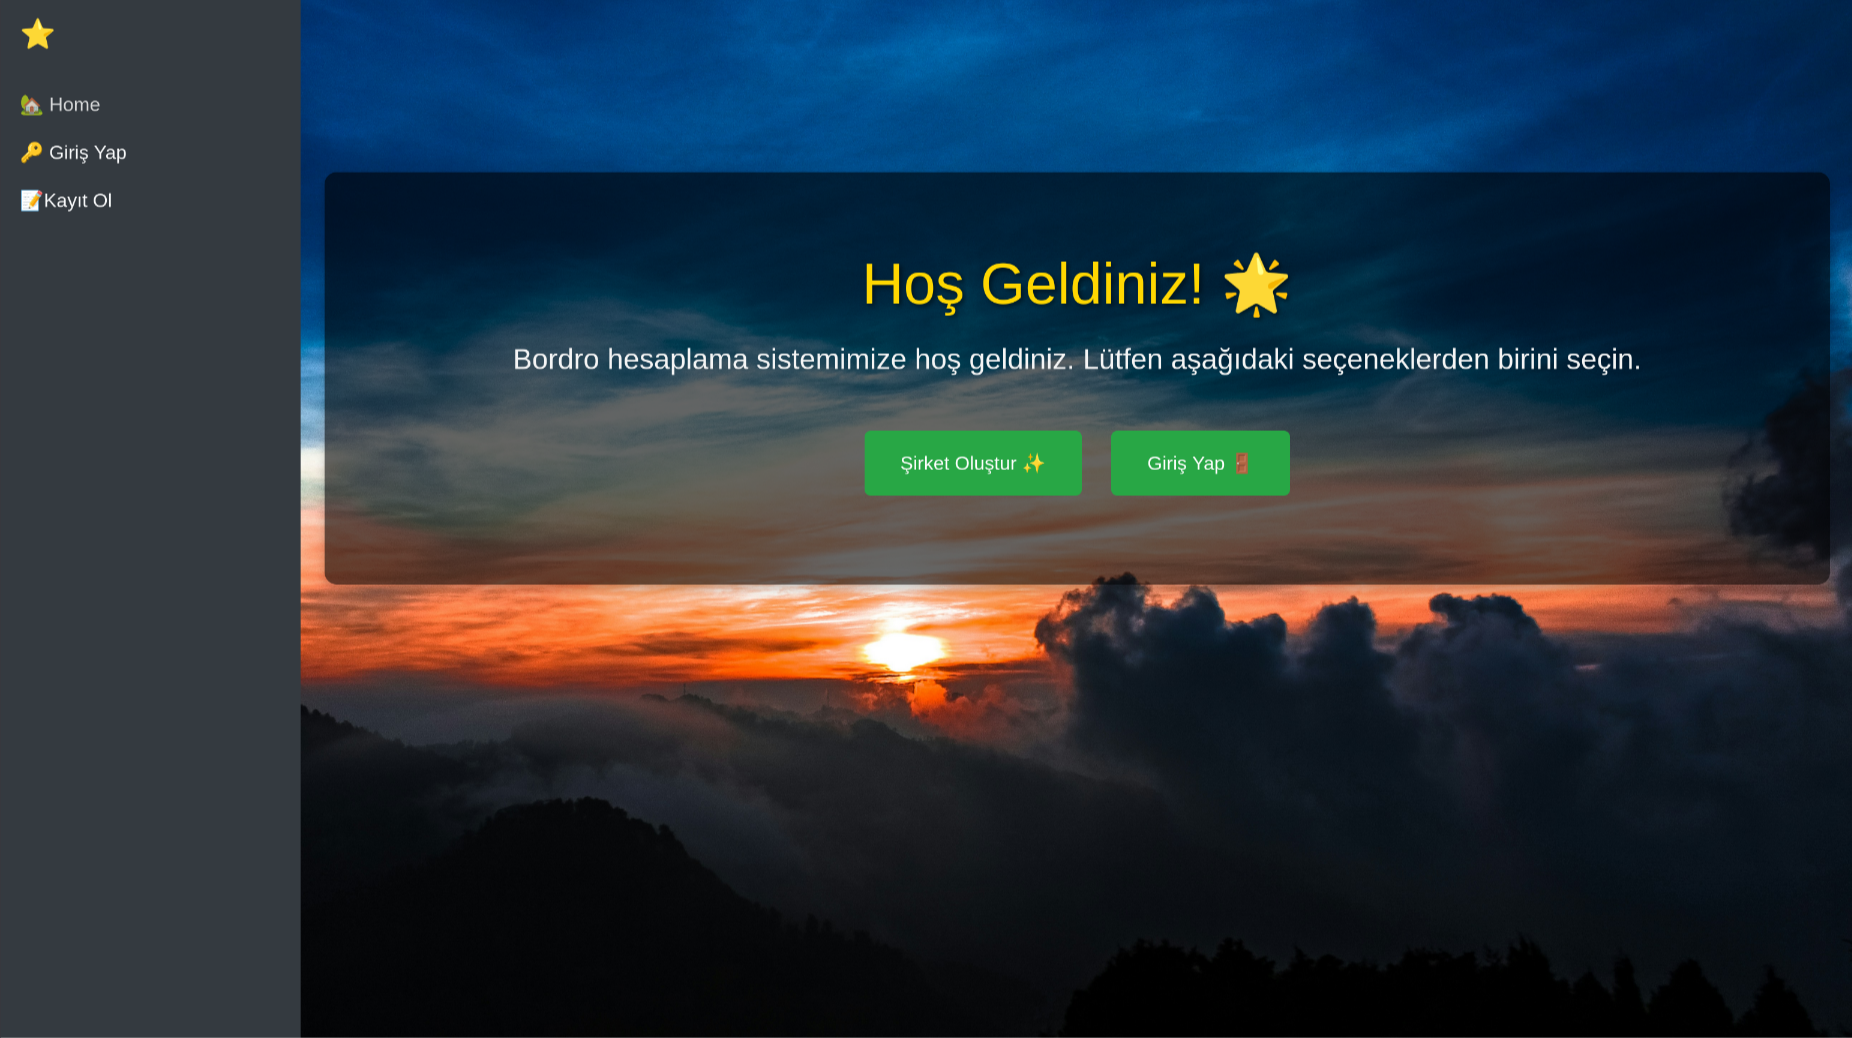 ⭐
🏡 Home
🔑 Giriş Yap
📝Kayıt Ol
Hoş Geldiniz! 🌟
Bordro hesaplama sistemimize hoş geldiniz. Lütfen aşağıdaki seçeneklerden birini seçin.
Şirket Oluştur ✨
Giriş Yap 🚪